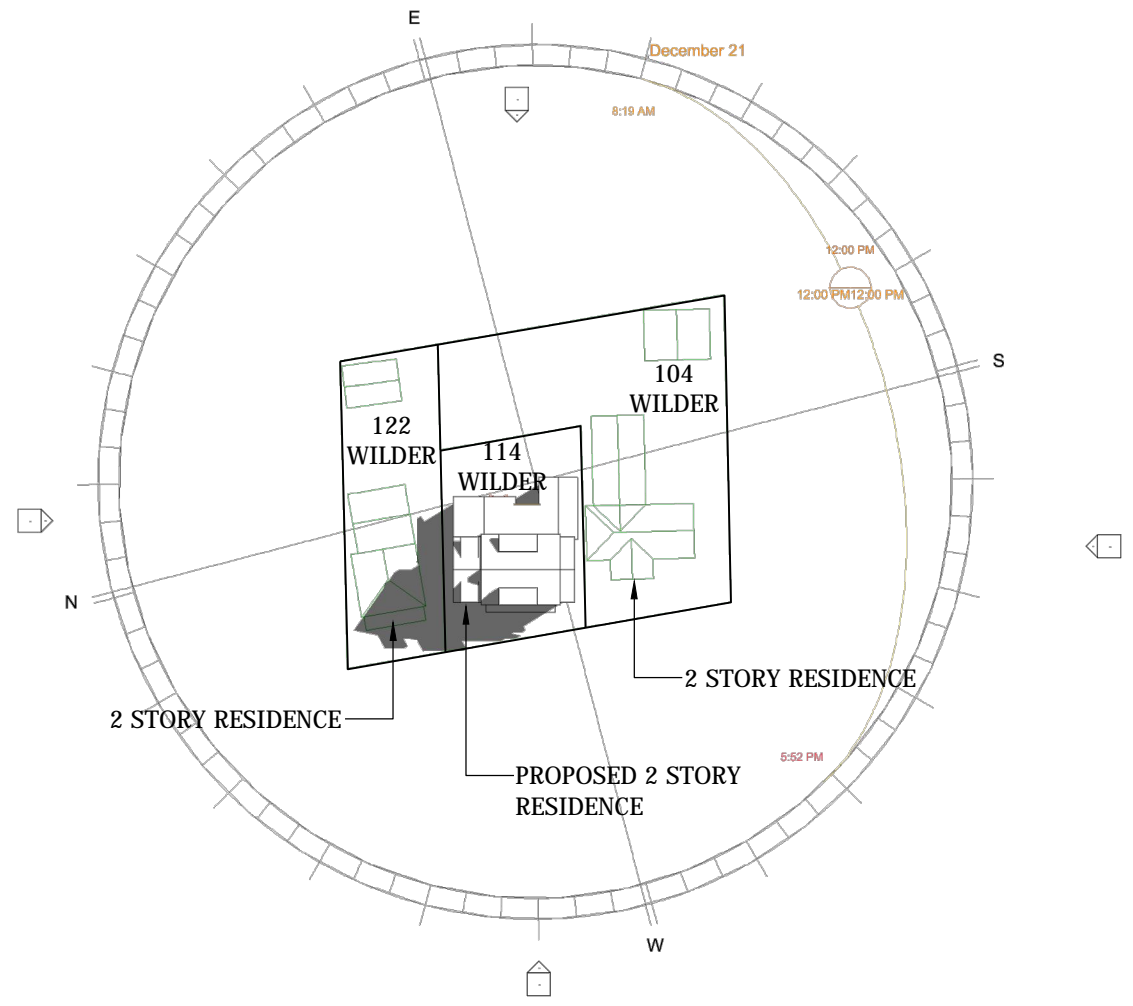 E
December 21
8:19 AM
12:00 PM
12:00 PM12:00 PM
S
104
WILDER
122
WILDER
114
WILDER
N
2 STORY RESIDENCE
2 STORY RESIDENCE
5:52 PM
PROPOSED 2 STORY
RESIDENCE
W